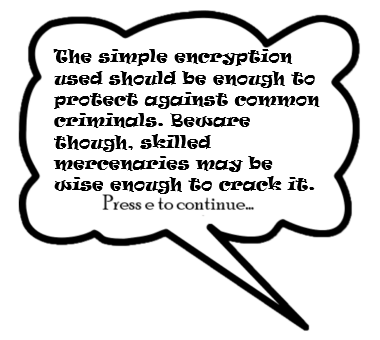 The simple encryption
used should be enough to
protect against common
criminals. Beware
though, skilled
mercenaries may be
wise enough to crack it.
Press e to continue...